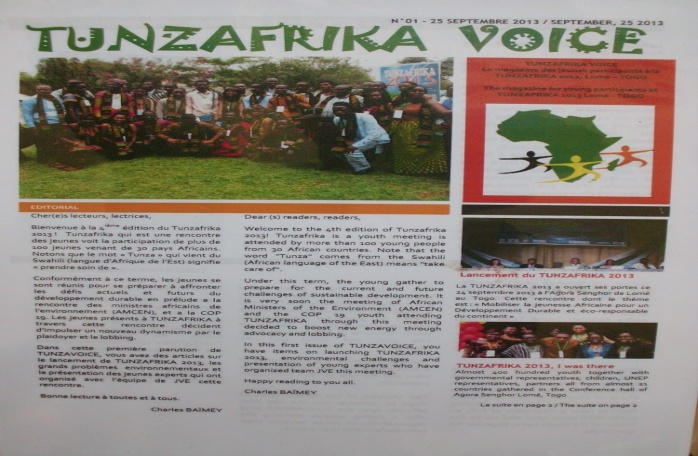 N°01 - 25 SEPTEMBRE 2013 / SEPTEMBER, 25 2013
TUNZAFRIKA VOICE
EDITORIAL
Cher(e)s lecteurs, lectrices,
Bienvenue à la 4ième édition du Tunzafrika
2013 ! Tunzafrika qui est une rencontre
des jeunes voit la participation de plus de
100 jeunes venant de 30 pays Africains.
Notons que le mot « Tunza » qui vient du
Swahili (langue d'Afrique de l'Est) signifie
« prendre soin de ».
Conformément à ce terme, les jeunes se
sont réunis pour se préparer à affronter
les défis actuels et futurs du
développement durable en prélude à la
rencontre des ministres africains de
l'environnement (AMCEN), et à la COP
19. Les jeunes présents à TUNZAFRIKA à
travers cette rencontre décident
d'impulser un nouveau dynamisme par le
plaidoyer et le lobbing.
Dans cette première parution de
TUNZAVOICE, vous avez des articles sur
le lancement de TUNZAFRIKA 2013, les
grands problèmes environnementaux et
la présentation des jeunes experts qui ont
organisé avec l'équipe de JVE cette
rencontre.
Bonne lecture à toutes et à tous.
Charles BAÏMEY
Dear (s) readers, readers,
Welcome to the 4th edition of Tunzafrika
2013! Tunzafrika is a youth meeting is
attended by more than 100 young people
from 30 African countries. Note that the
word "Tunza" comes from the Swahili
(African language of the East) means "take
care of".
Under this term, the young gather to
prepare for the current and future
challenges of sustainable development. It
is very soon the meeting of African
Ministers of the Environment (AMCEN)
and the COP 19 youth attending
TUNZAFRIKA through this meeting
decided to boost new energy through
advocacy and lobbing.
In this first issue of TUNZAVOICE, you
have items on launching TUNZAFRIKA
2013, environmental challenges and
presentation of young experts who have
organized team JVE this meeting.
Happy reading to you all.
Charles BAÏMEY
TUNZAFRIKA VOICE
Le magazine des jeunes participants à la
TUNZAFRIKA 2013, Lomé - TOGO
The magazine for young participants at
TUNZAFRIKA 2013 Lomé - TOGO
Lancement du TUNZAFRIKA 2013
La TUNZAFRIKA 2013 a ouvert ses portes ce
24 septembre 2013 à l'Agora Senghor de Lomé
au Togo. Cette rencontre dont le thème
est : « Mobiliser la jeunesse Africaine pour un
Développement Durable et éco-responsable
du continent »
TUNZAFRIKA 2013, I was there
Almost 400 hundred youth together with
governmental representatives, children, UNEP
representatives, partners all from almost 21
countries gathered in the Conference hall of
Agora Senghor Lomé, Togo
La suite en page 2 / The suite on page 2